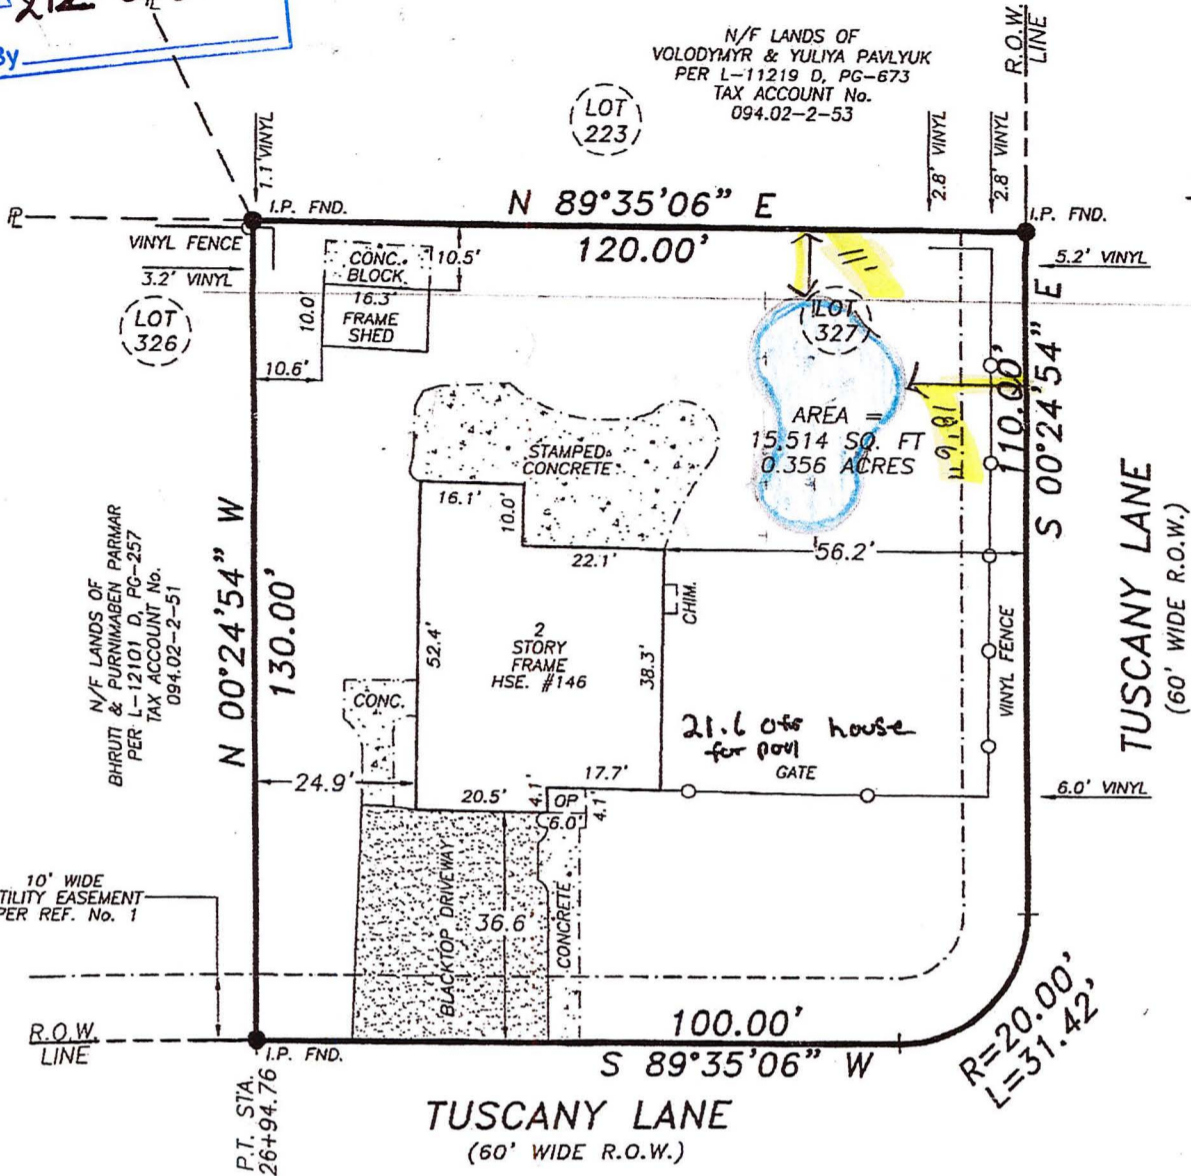 By
N/F LANDS OF
VOLODYMYR & YULIYA PAVLYUK
PER L-11219 D, PG-673
TAX ACCOUNT No.
094.02-2-53
R.O.W.
LINE
LOT
223
1.1' VINYL
2.8' VINYL
2.8' VINYL
I.P. FND.
N 89°35'06" E
120.00'
I.P. FND.
VINYL FENCE
3.2' VINYL
CONC.
BLOCK
10.5'
5.2' VINYL
10.0'
16.3'
FRAME
SHED
LOT
326
10.6'
11'
LOT
327
AREA =
15,514 SQ. FT
0.356 ACRES
18'6"
110.00'
S 00°24'54" E
STAMPED
CONCRETE
16.1'
10.0'
22.1'
56.2'
CHIM.
N/F LANDS OF
BHRUTI & PURNIMABEN PARMAR
PER L-12101 D, PG-257
TAX ACCOUNT No.
094.02-2-51
N 00°24'54" W
130.00'
52.4'
2
STORY
FRAME
HSE. #146
38.3'
VINYL FENCE
TUSCANY LANE
(60' WIDE R.O.W.)
CONC.
21.6 off house
for pool
GATE
24.9'
17.7'
20.5'
4.1'
OP
6.0'
4.1'
6.0' VINYL
10' WIDE
TILITY EASEMENT
PER REF. No. 1
BLACKTOP DRIVEWAY
36.6'
CONCRETE
R.O.W.
LINE
I.P. FND.
100.00'
S 89°35'06" W
R=20.00'
L=31.42'
P.T. STA.
26+94.76
TUSCANY LANE
(60' WIDE R.O.W.)